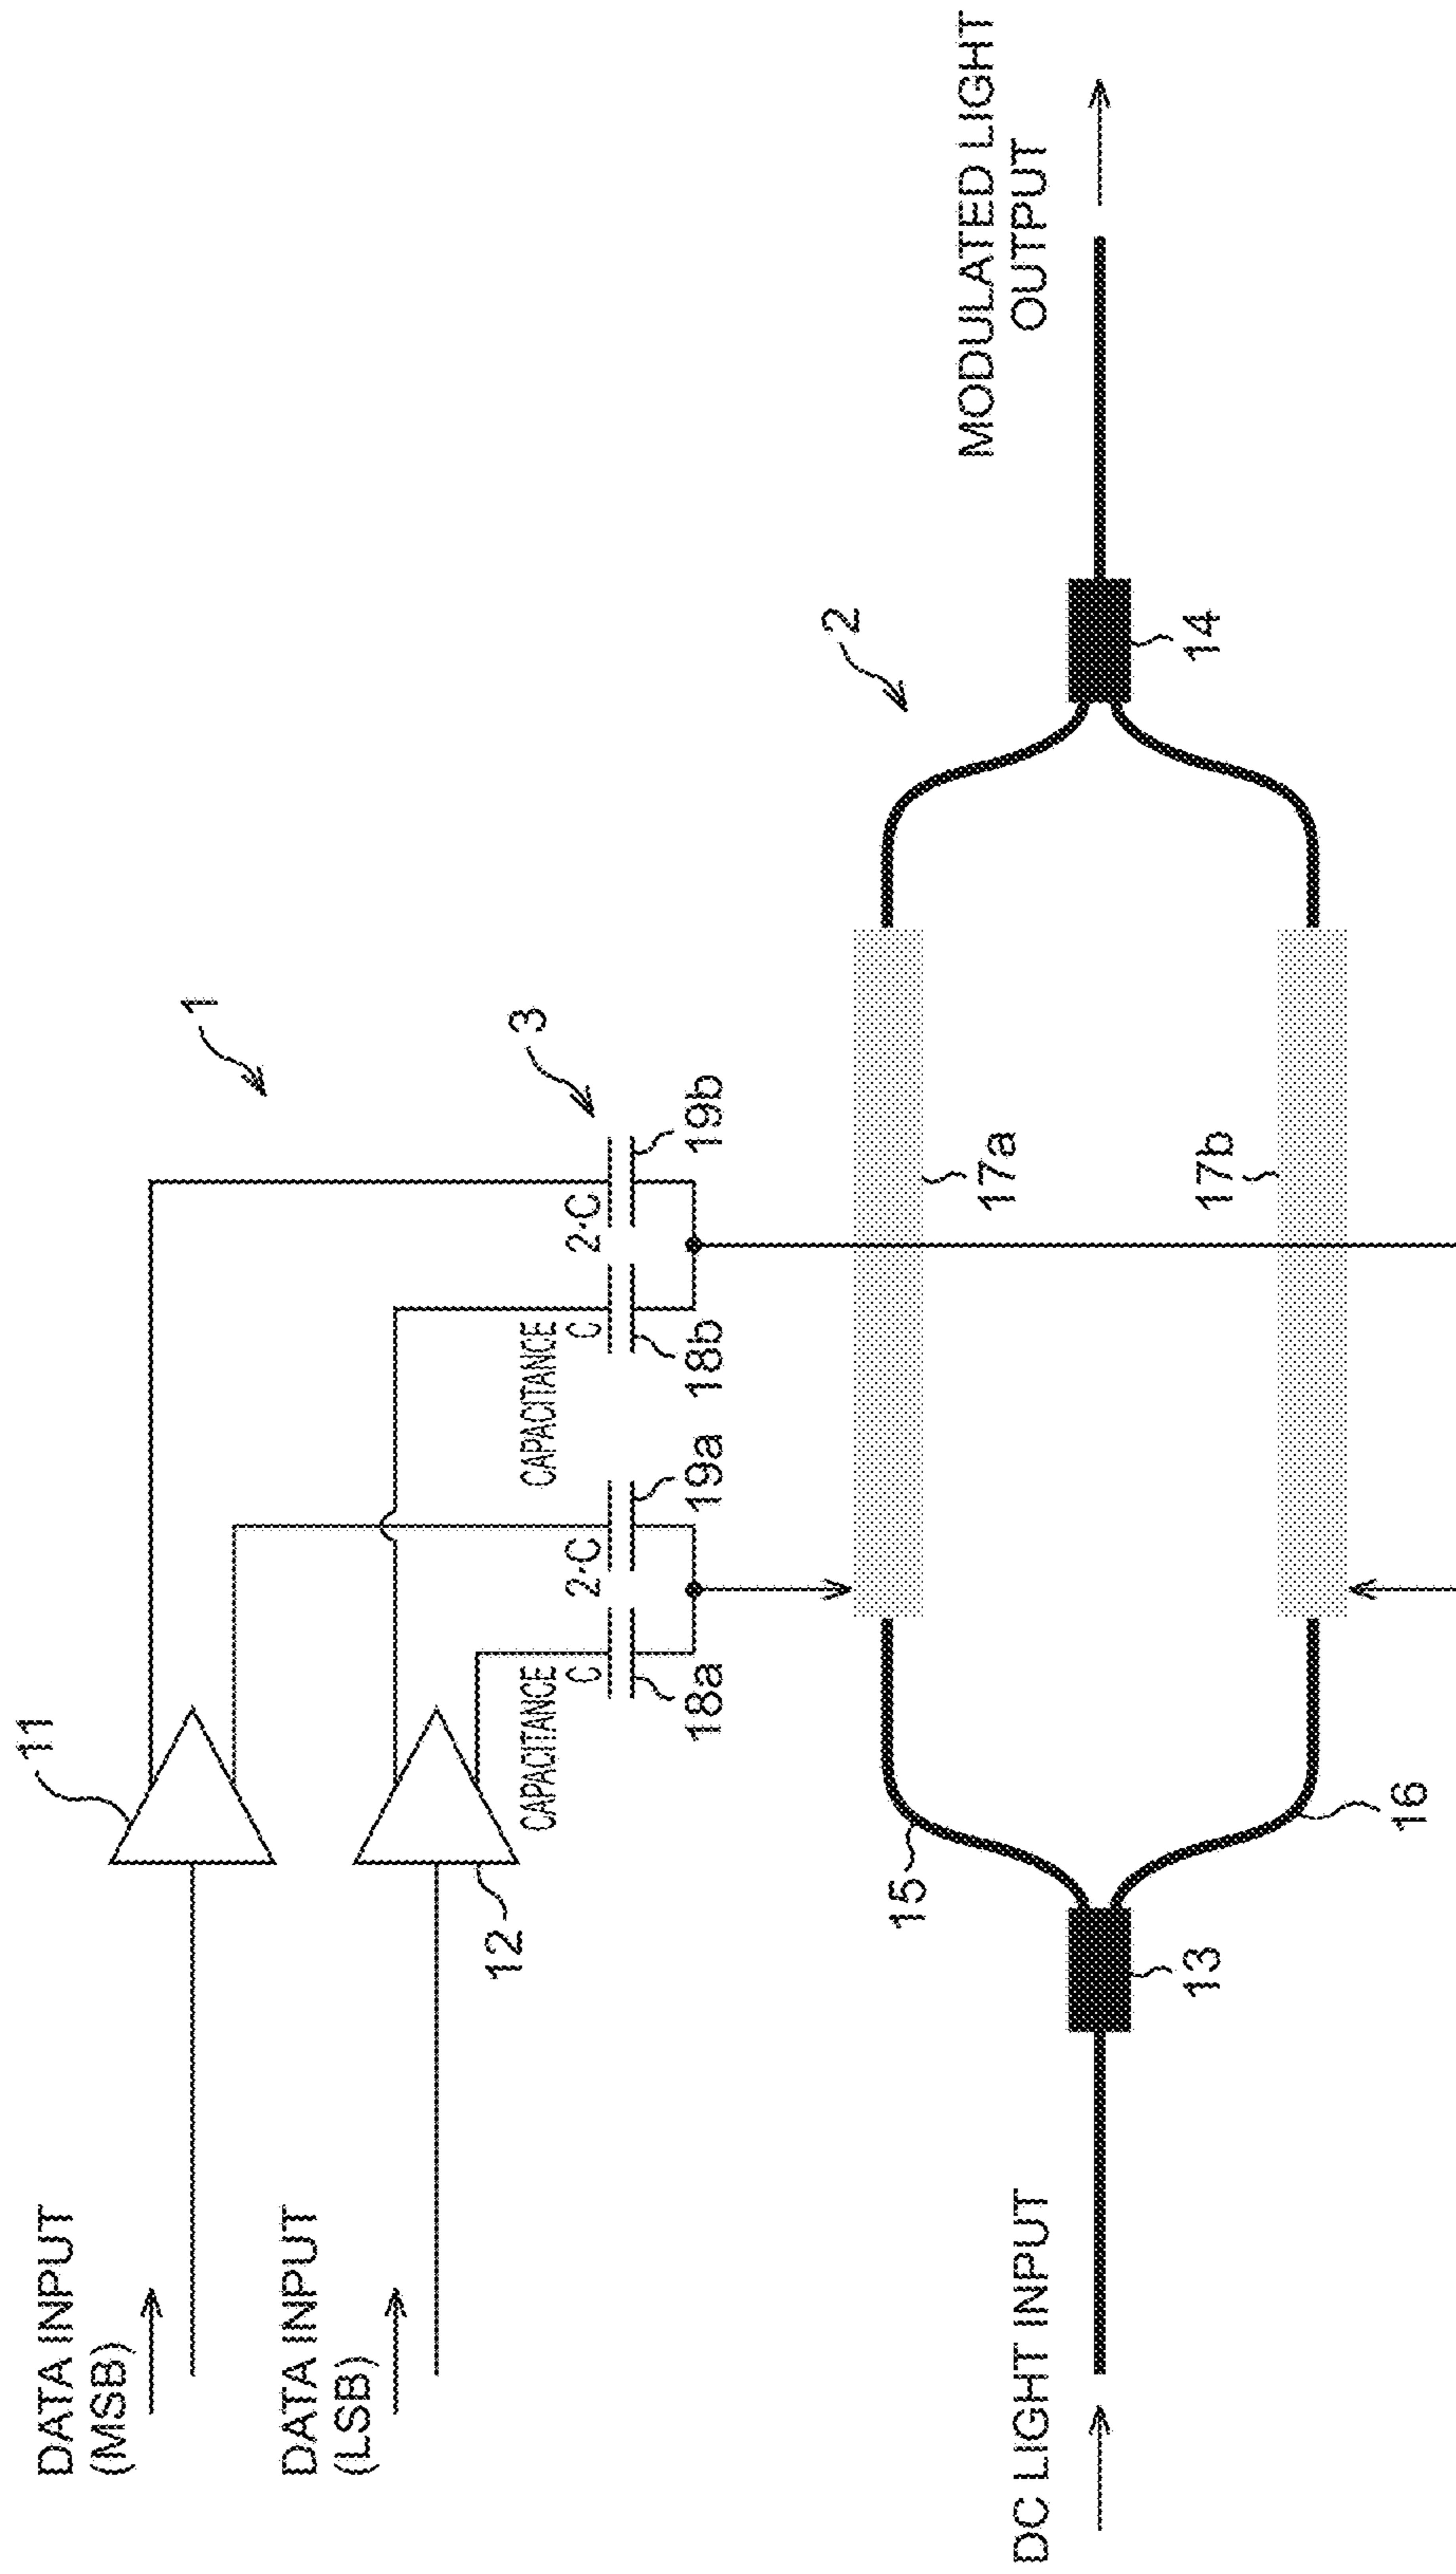 DATA INPUT
(MSB)
11
1
DATA INPUT
(LSB)
12
3
CAPACITANCE
C
2·C
CAPACITANCE
C
2·C
18a
19a
18b
19b
2
15
17a
MODULATED LIGHT
OUTPUT
DC LIGHT INPUT
13
14
17b
16